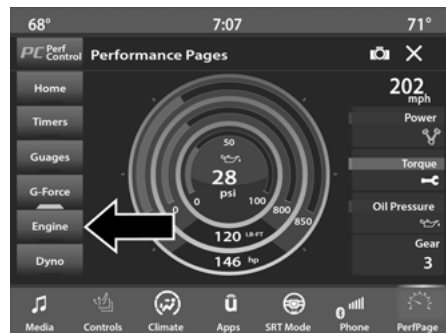 68° 7:07 71°
PC Perf Control Performance Pages
202 mph
Home
Timers
Guages
G-Force
Engine
Dyno
50
28
psi
0 100
0 800 850
120 LB-FT
146 hp
Power
Torque
Oil Pressure
Gear
3
Media Controls Climate Apps SRT Mode Phone PerfPage
ū